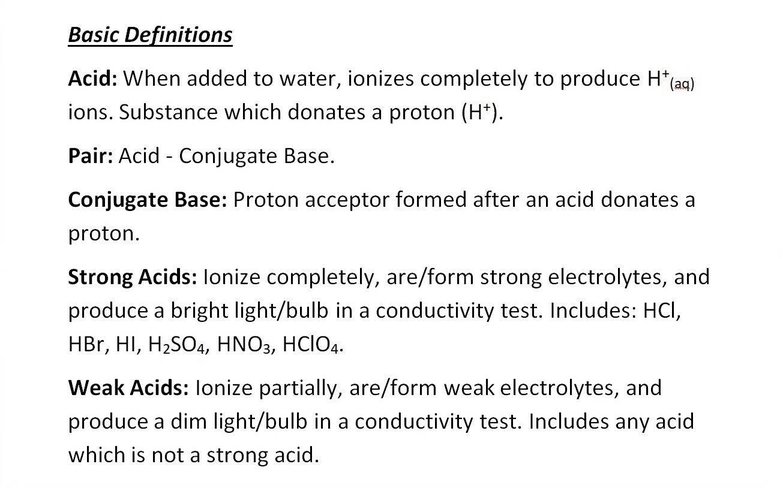 Basic Definitions
Acid: When added to water, ionizes completely to produce H⁺(aq)
ions. Substance which donates a proton (H⁺).
Pair: Acid - Conjugate Base.
Conjugate Base: Proton acceptor formed after an acid donates a
proton.
Strong Acids: Ionize completely, are/form strong electrolytes, and
produce a bright light/bulb in a conductivity test. Includes: HCl,
HBr, HI, H₂SO₄, HNO₃, HClO₄.
Weak Acids: Ionize partially, are/form weak electrolytes, and
produce a dim light/bulb in a conductivity test. Includes any acid
which is not a strong acid.